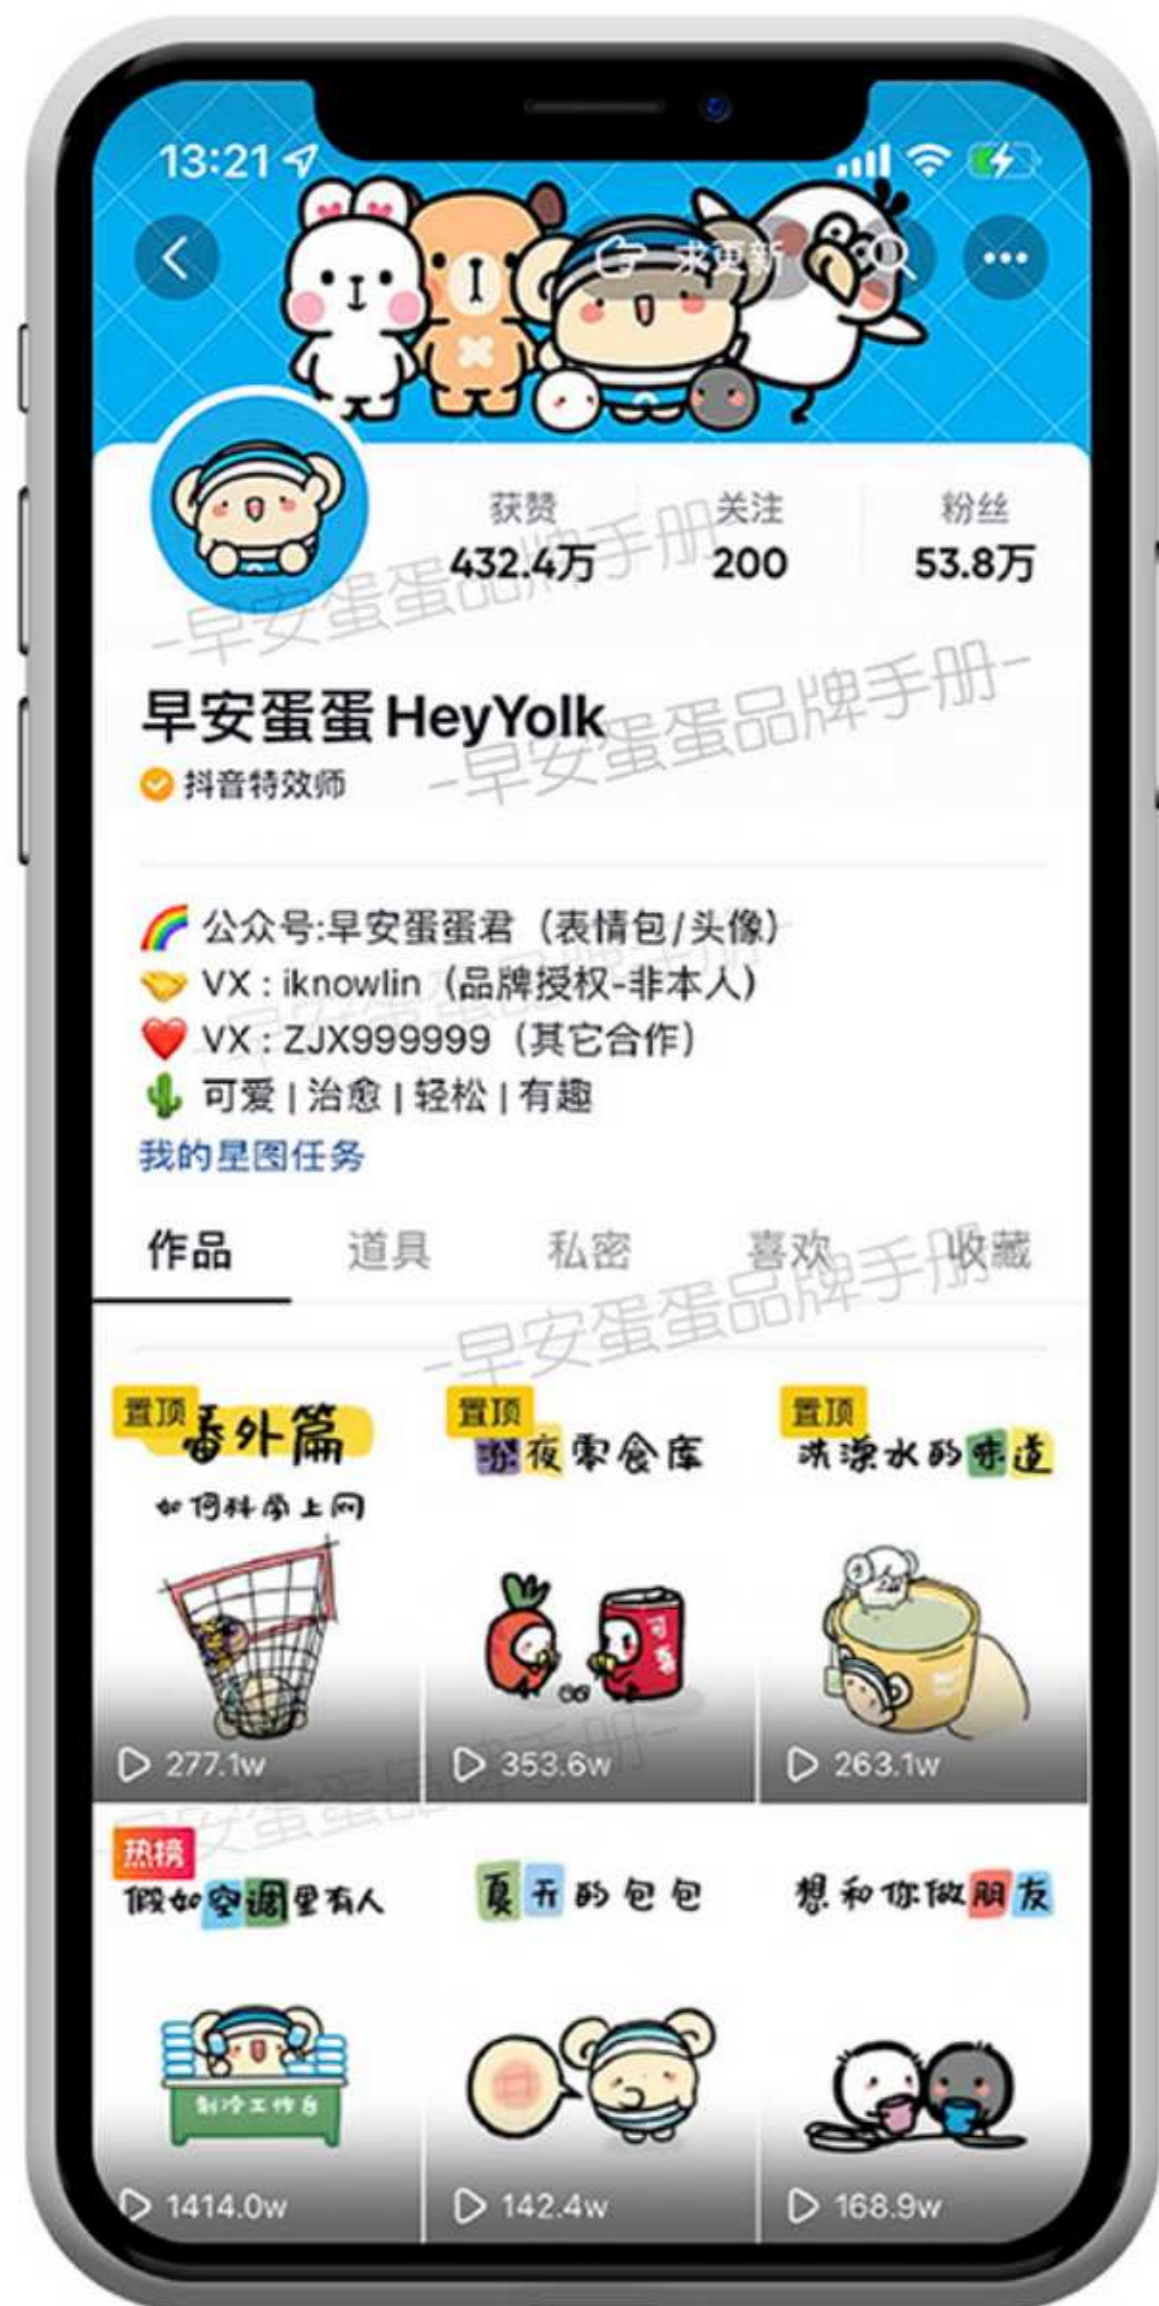 13:21
求更新
获赞 关注 粉丝
432.4万 200 53.8万
-早安蛋蛋品牌手册
早安蛋蛋HeyYolk
-早安蛋蛋品牌手册-
抖音特效师
公众号:早安蛋蛋君（表情包/头像）
VX : iknowlin（品牌授权-非本人）
VX : ZJX999999（其它合作）
可爱 | 治愈 | 轻松 | 有趣
我的星图任务
作品 道具 私密 喜欢 收藏
-早安蛋蛋品牌手册-
置顶 置顶 置顶
番外篇 深夜零食库 洗澡水的味道
如何科学上网
277.1w 353.6w 263.1w
热榜
假如空调里有人 夏天的包包 想和你做朋友
制冷工作台
1414.0w 142.4w 168.9w